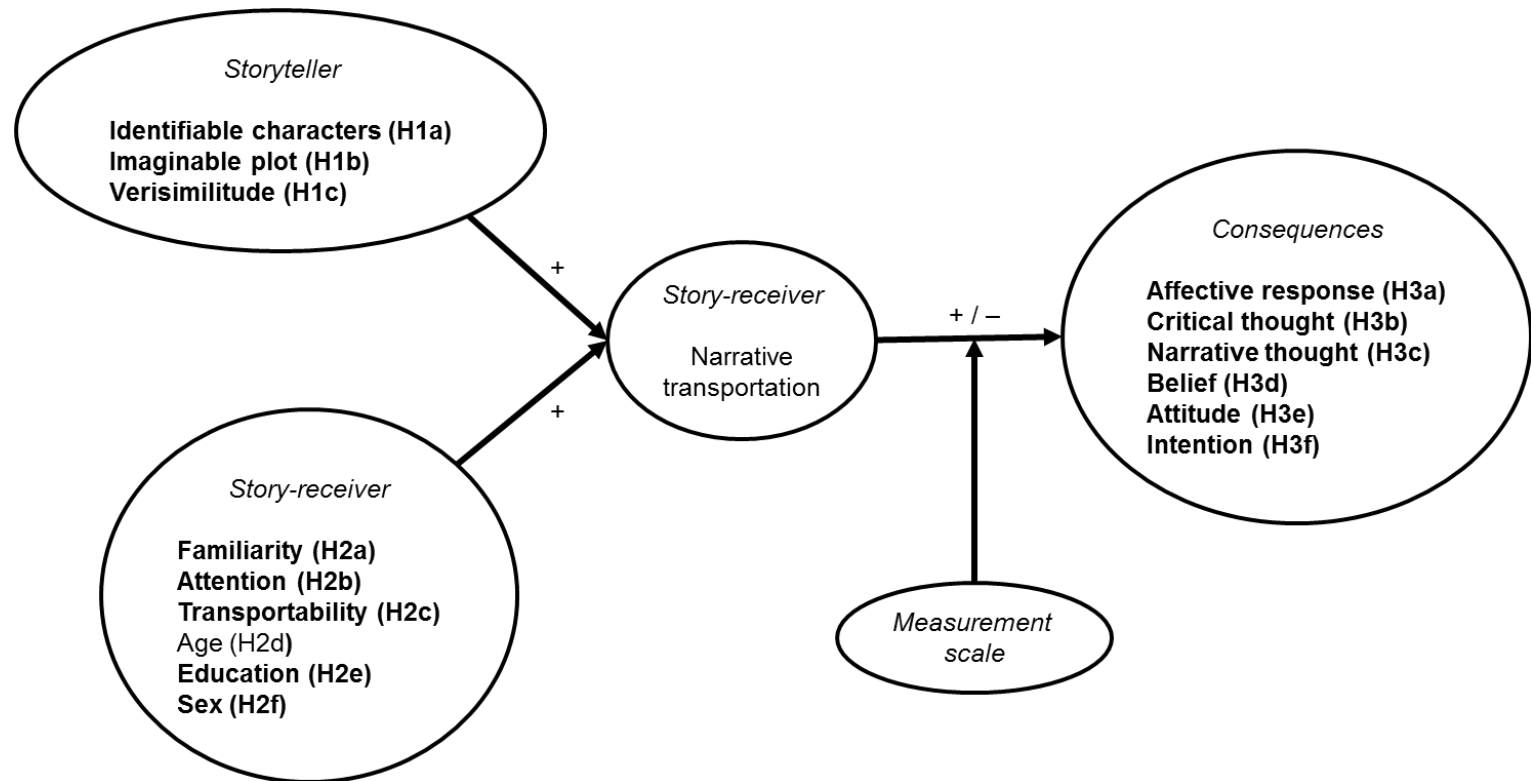 Storyteller
Identifiable characters (H1a)
Imaginable plot (H1b)
Verisimilitude (H1c)
+
Story-receiver
Familiarity (H2a)
Attention (H2b)
Transportability (H2c)
Age (H2d)
Education (H2e)
Sex (H2f)
+
Story-receiver
Narrative
transportation
+ / –
Measurement
scale
Consequences
Affective response (H3a)
Critical thought (H3b)
Narrative thought (H3c)
Belief (H3d)
Attitude (H3e)
Intention (H3f)